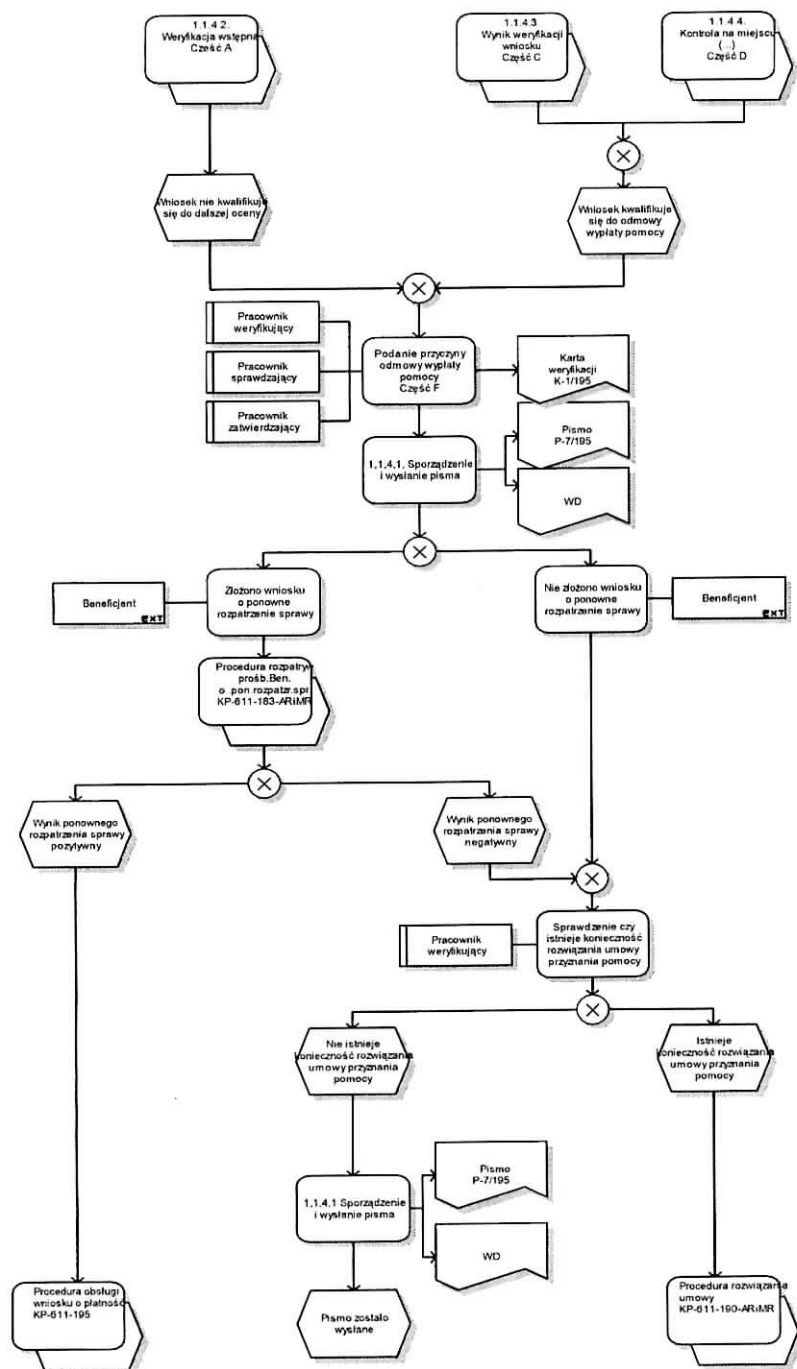 1.1.4 2.
Weryfikacja wstępna
Część A
1.1.4.3
Wynik weryfikacji
wniosku
Część C
1.1.4 4.
Kontrola na miejscu
(...)
Część D
Wniosek nie kwalifikuje
się do dalszej oceny
Wniosek kwalifikuje
się do odmowy
wypłaty pomocy
Pracownik
weryfikujący
Pracownik
sprawdzający
Pracownik
zatwierdzający
Podanie przyczyny
odmowy wypłaty
pomocy
Część F
Karta
weryfikacji
K-1/195
1.1.4.1. Sporządzenie
i wysłanie pisma
Pismo
P-7/195
WD
Beneficjent
EXT
Złożono wniosku
o ponowne
rozpatrzenie sprawy
Nie złożono wniosku
o ponowne
rozpatrzenie sprawy
Beneficjent
EXT
Procedura rozpatryw
prośb.Ben.
o .pon.rozpatzr.spr
KP-611-183-ARiMR
Wynik ponownego
rozpatrzenia sprawy
pozytywny
Wynik ponownego
rozpatrzenia sprawy
negatywny
Pracownik
weryfikujący
Sprawdzenie czy
istnieje konieczność
rozwiązania umowy
przyznania pomocy
Nie istnieje
konieczność rozwiązania
umowy przyznania
pomocy
Istnieje
konieczność rozwiązania
umowy przyznania
pomocy
1.1.4.1 Sporządzenie
i wysłanie pisma
Pismo
P-7/195
WD
Procedura obsługi
wniosku o płatność
KP-611-195
Pismo zostało
wysłane
Procedura rozwiązania
umowy
KP-611-190-ARiMR